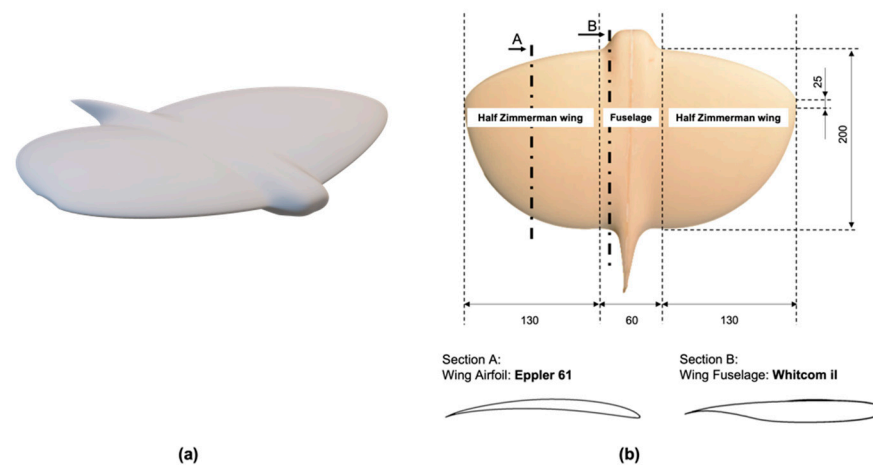 A
B
25
Half Zimmerman wing
Fuselage
Half Zimmerman wing
200
130
60
130
Section A:
Wing Airfoil: Eppler 61
Section B:
Wing Fuselage: Whitcom il
(a)
(b)